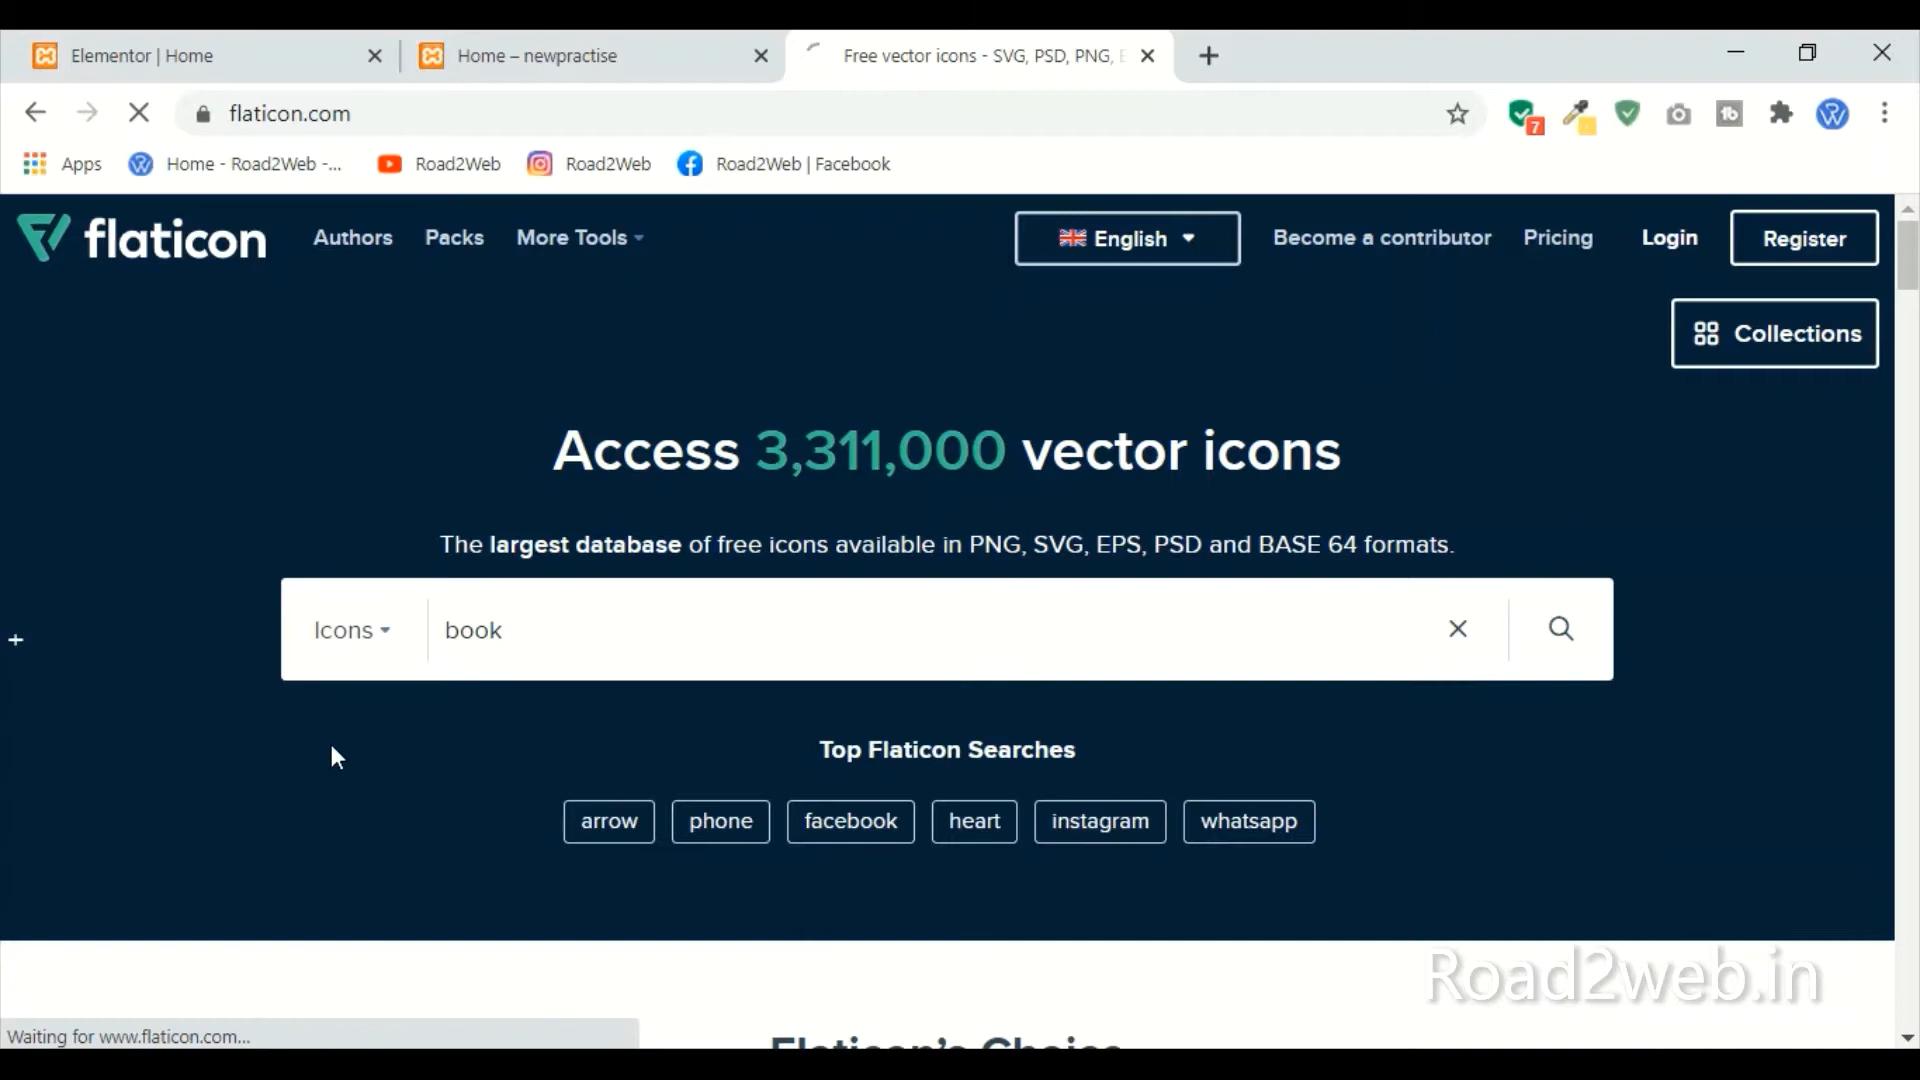 Elementor | Home
Home – newpractise
Free vector icons - SVG, PSD, PNG, E
flaticon.com
7
Apps
Home - Road2Web -...
Road2Web
Road2Web
Road2Web | Facebook
flaticon
Authors
Packs
More Tools
English
Become a contributor
Pricing
Login
Register
Collections
Access 3,311,000 vector icons
The largest database of free icons available in PNG, SVG, EPS, PSD and BASE 64 formats.
Icons
book
Top Flaticon Searches
arrow
phone
facebook
heart
instagram
whatsapp
Road2web.in
Waiting for www.flaticon.com...
Flaticon's Choice